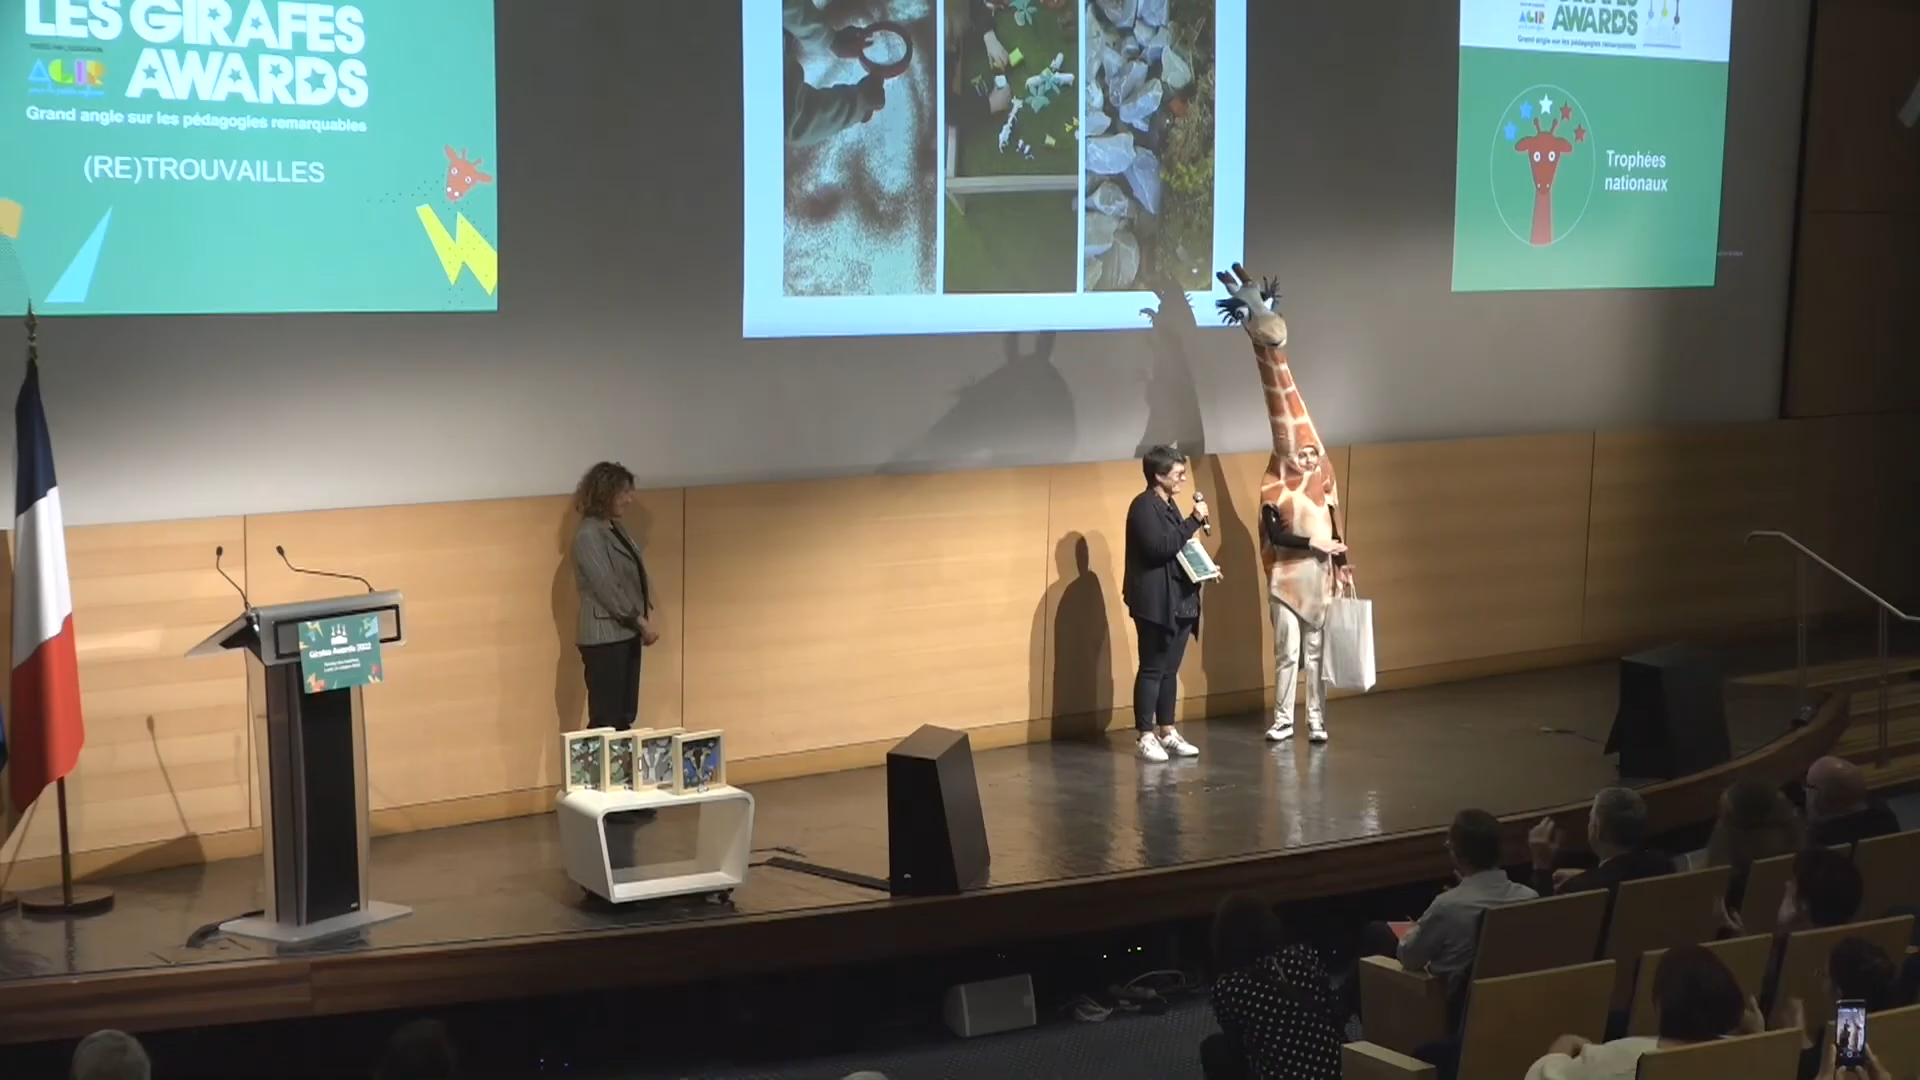 LES GIRAFES
AWARDS
AGIR
Grand angle sur les pédagogies remarquables
(RE)TROUVAILLES
AGIR
AWARDS
Grand angle sur les pédagogies remarquables
Trophées
nationaux
Girafes Awards 2022